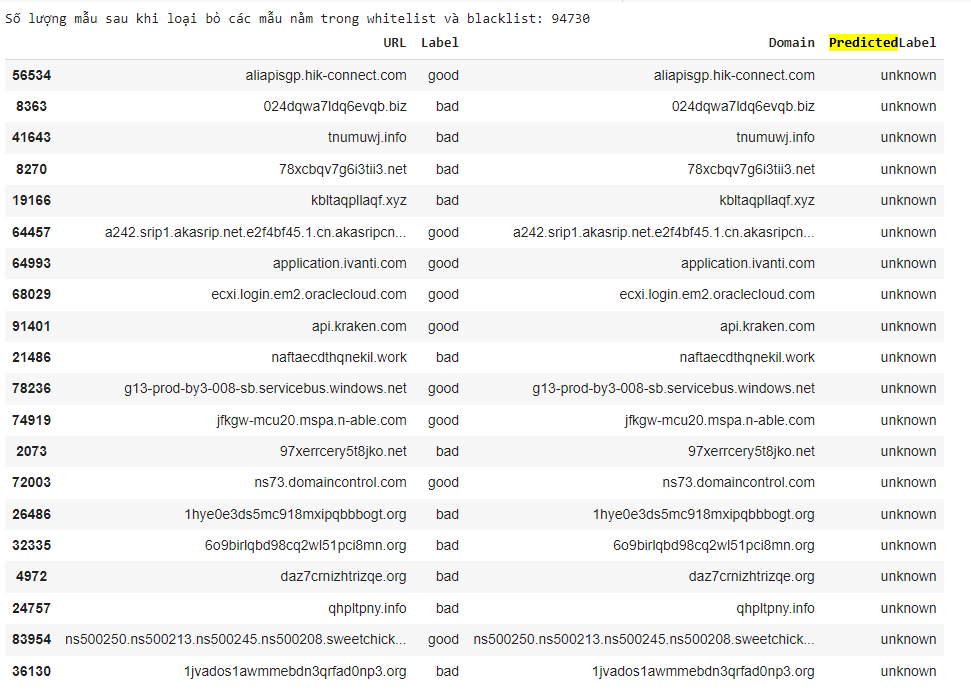 Số lượng mẫu sau khi loại bỏ các mẫu nằm trong whitelist và blacklist: 94730
URL Label Domain PredictedLabel
56534 aliapisgp.hik-connect.com good aliapisgp.hik-connect.com unknown
8363 024dqwa7ldq6evqb.biz bad 024dqwa7ldq6evqb.biz unknown
41643 tnumuwj.info bad tnumuwj.info unknown
8270 78xcbqv7g6i3tii3.net bad 78xcbqv7g6i3tii3.net unknown
19166 kbltaqpllaqf.xyz bad kbltaqpllaqf.xyz unknown
64457 a242.srip1.akasrip.net.e2f4bf45.1.cn.akasripcn... good a242.srip1.akasrip.net.e2f4bf45.1.cn.akasripcn... unknown
64993 application.ivanti.com good application.ivanti.com unknown
68029 ecxi.login.em2.oraclecloud.com good ecxi.login.em2.oraclecloud.com unknown
91401 api.kraken.com good api.kraken.com unknown
21486 naftaecdthqnekil.work bad naftaecdthqnekil.work unknown
78236 g13-prod-by3-008-sb.servicebus.windows.net good g13-prod-by3-008-sb.servicebus.windows.net unknown
74919 jfkgw-mcu20.mspa.n-able.com good jfkgw-mcu20.mspa.n-able.com unknown
2073 97xerrcery5t8jko.net bad 97xerrcery5t8jko.net unknown
72003 ns73.domaincontrol.com good ns73.domaincontrol.com unknown
26486 1hye0e3ds5mc918mxipqbbbogt.org bad 1hye0e3ds5mc918mxipqbbbogt.org unknown
32335 6o9birlqbd98cq2wl51pci8mn.org bad 6o9birlqbd98cq2wl51pci8mn.org unknown
4972 daz7crnizhtrizqe.org bad daz7crnizhtrizqe.org unknown
24757 qhpltpny.info bad qhpltpny.info unknown
83954 ns500250.ns500213.ns500245.ns500208.sweetchick... good ns500250.ns500213.ns500245.ns500208.sweetchick... unknown
36130 1jvados1awmmebdn3qrfad0np3.org bad 1jvados1awmmebdn3qrfad0np3.org unknown